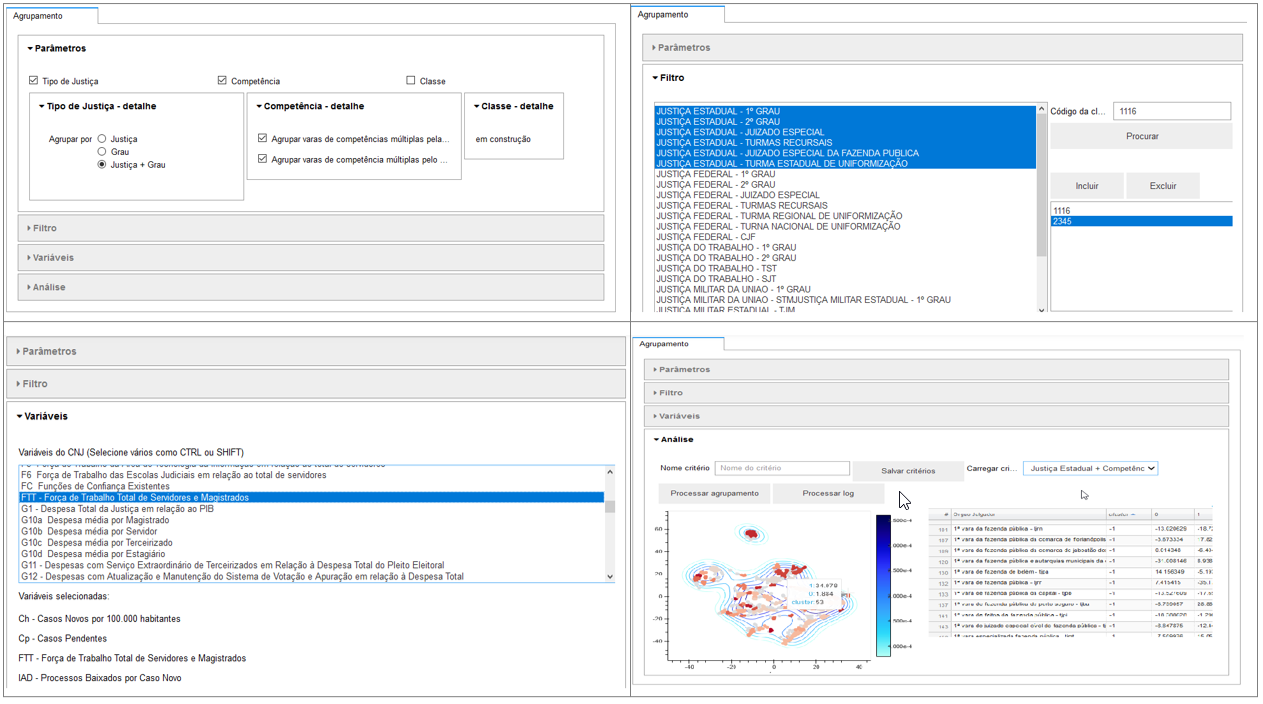 Agrupamento
Parâmetros
Tipo de Justiça
Competência
Classe
Tipo de Justiça - detalhe
Competência - detalhe
Classe - detalhe
Agrupar por
Justiça
Grau
Justiça + Grau
Agrupar varas de competências múltiplas pela...
Agrupar varas de competência múltiplas pelo ...
em construção
Filtro
Variáveis
Análise
Agrupamento
Parâmetros
Filtro
JUSTIÇA ESTADUAL - 1º GRAU
JUSTIÇA ESTADUAL - 2º GRAU
JUSTIÇA ESTADUAL - JUIZADO ESPECIAL
JUSTIÇA ESTADUAL - TURMAS RECURSAIS
JUSTIÇA ESTADUAL - JUIZADO ESPECIAL DA FAZENDA PUBLICA
JUSTIÇA ESTADUAL - TURMA ESTADUAL DE UNIFORMIZAÇÃO
JUSTIÇA FEDERAL - 1º GRAU
JUSTIÇA FEDERAL - 2º GRAU
JUSTIÇA FEDERAL - JUIZADO ESPECIAL
JUSTIÇA FEDERAL - TURMAS RECURSAIS
JUSTIÇA FEDERAL - TURMA REGIONAL DE UNIFORMIZAÇÃO
JUSTIÇA FEDERAL - TURNA NACIONAL DE UNIFORMIZAÇÃO
JUSTIÇA FEDERAL - CJF
JUSTIÇA DO TRABALHO - 1º GRAU
JUSTIÇA DO TRABALHO - 2º GRAU
JUSTIÇA DO TRABALHO - TST
JUSTIÇA DO TRABALHO - SJT
JUSTIÇA MILITAR DA UNIAO - 1º GRAU
JUSTIÇA MILITAR DA UNIAO - STMJUSTIÇA MILITAR ESTADUAL - 1º GRAU
JUSTIÇA MILITAR ESTADUAL - TJM
Código da cl...
1116
Procurar
Incluir
Excluir
1116
2345
Parâmetros
Filtro
Variáveis
Variáveis do CNJ (Selecione vários como CTRL ou SHIFT)
F6 Força de Trabalho das Escolas Judiciais em relação ao total de servidores
FC Funções de Confiança Existentes
FTT - Força de Trabalho Total de Servidores e Magistrados
G1 - Despesa Total da Justiça em relação ao PIB
G10a Despesa média por Magistrado
G10b Despesa média por Servidor
G10c Despesa média por Terceirizado
G10d Despesa média por Estagiário
G11 - Despesas com Serviço Extraordinário de Terceirizados em Relação à Despesa Total do Pleito Eleitoral
G12 - Despesas com Atualização e Manutenção do Sistema de Votação e Apuração em relação à Despesa Total
Variáveis selecionadas:
Ch - Casos Novos por 100.000 habitantes
Cp - Casos Pendentes
FTT - Força de Trabalho Total de Servidores e Magistrados
IAD - Processos Baixados por Caso Novo
Agrupamento
Parâmetros
Filtro
Variáveis
Análise
Nome critério
Nome do critério
Salvar critérios
Carregar cri...
Justiça Estadual + Competênc
Processar agrupamento
Processar log
60
40
20
0
-20
-40
-40
-20
0
20
40
cluster: 53